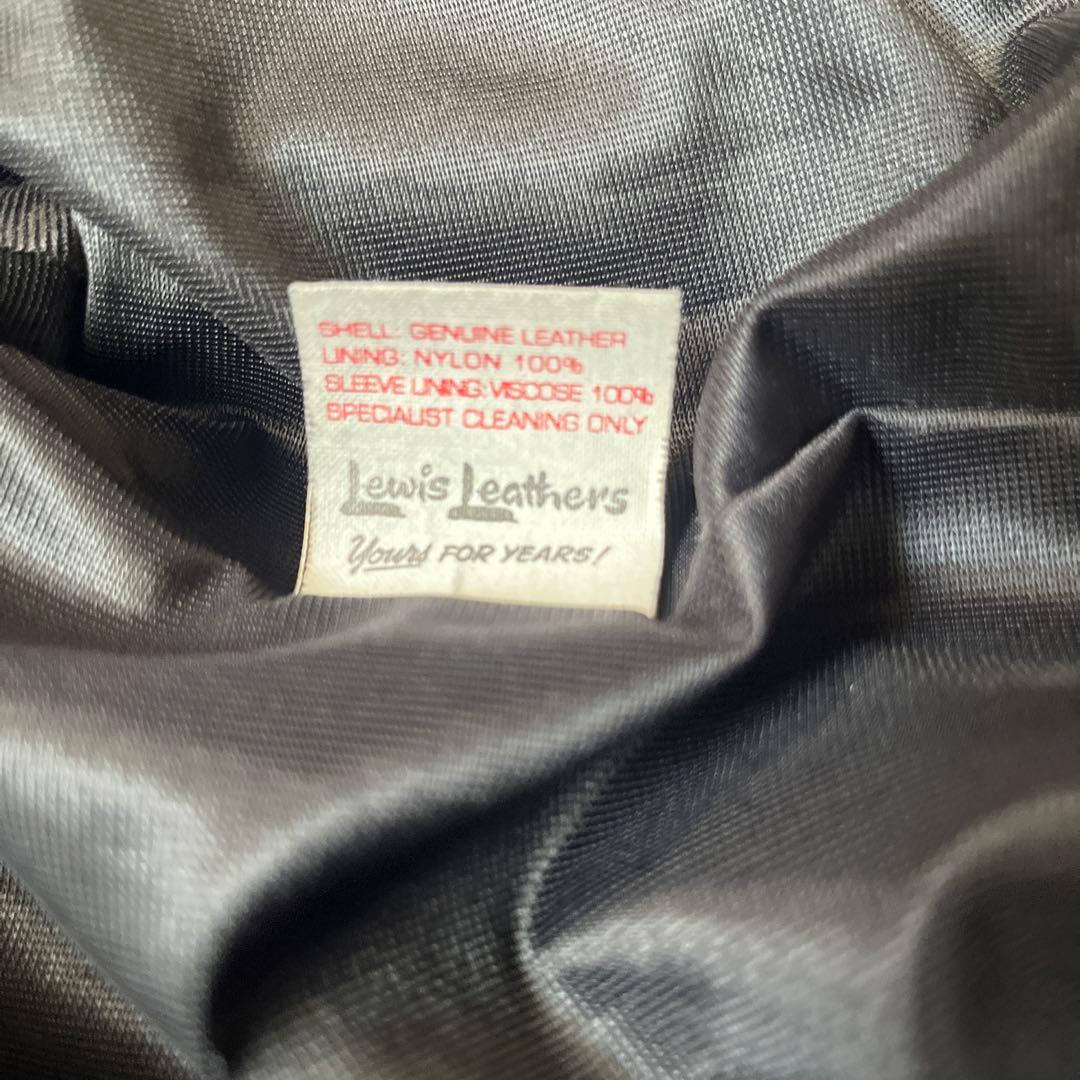 SHELL: GENUINE LEATHER
LINING: NYLON 100%
SLEEVE LINING:VISCOSE 100%
SPECIALIST CLEANING ONLY
Lewis Leathers
Yours FOR YEARS!